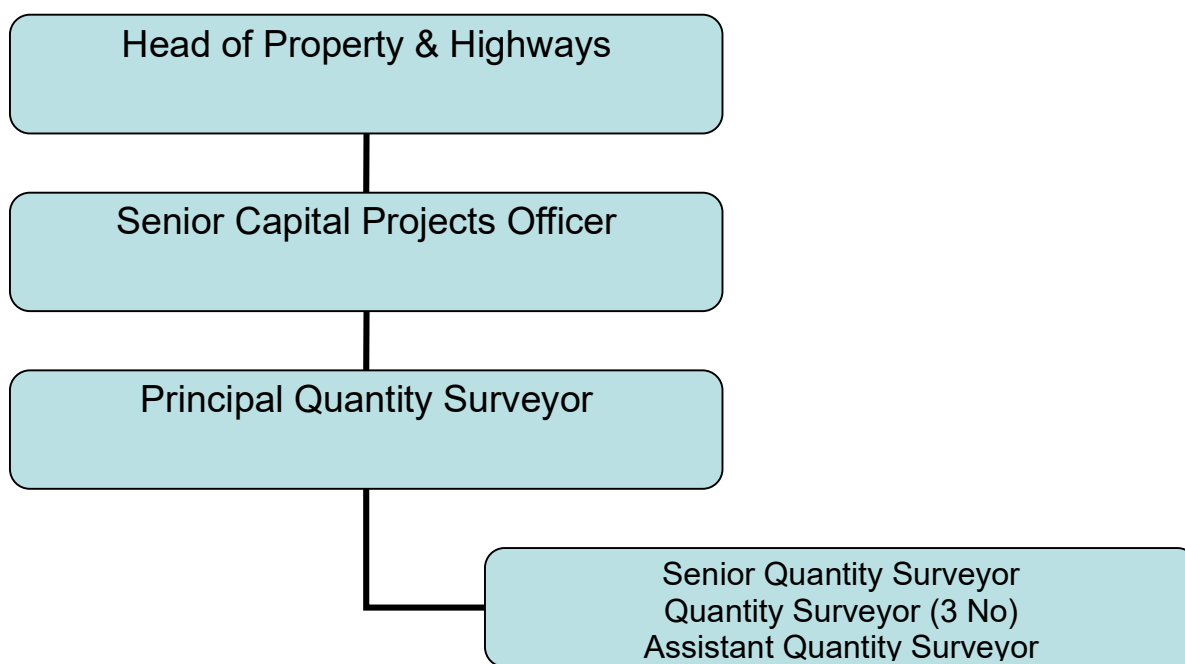 Head of Property & Highways
Senior Capital Projects Officer
Principal Quantity Surveyor
Senior Quantity Surveyor
Quantity Surveyor (3 No)
Assistant Quantity Surveyor